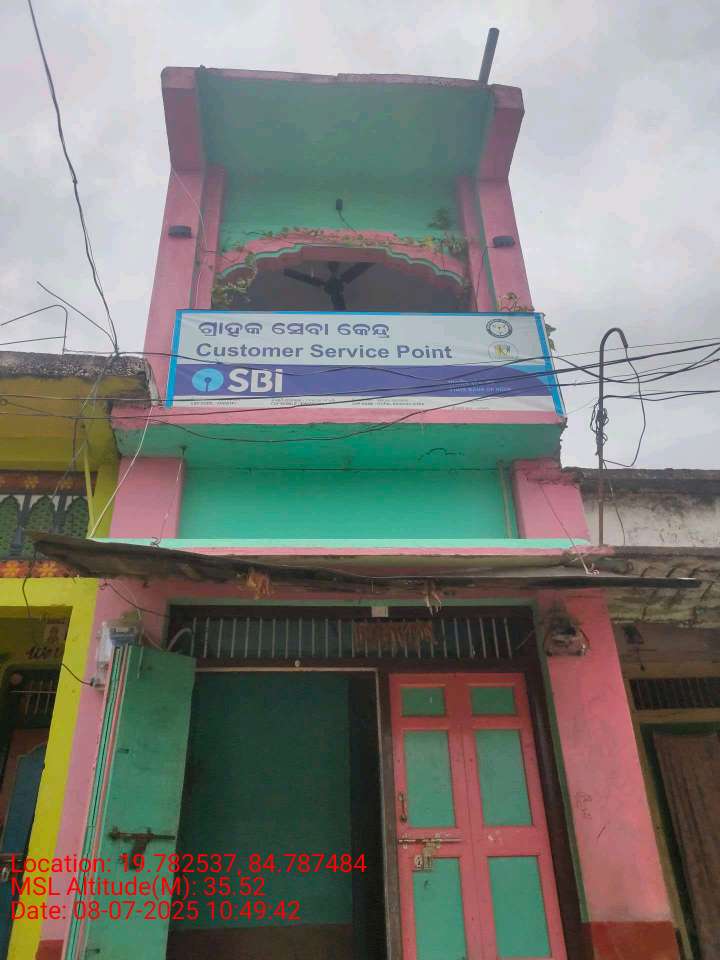 ଗ୍ରାହକ ସେବା କେନ୍ଦ୍ର
Customer Service Point
SBI
Location: 19.782537, 84.787484
MSL Altitude(M): 35.52
Date: 08-07-2025 10:49:42